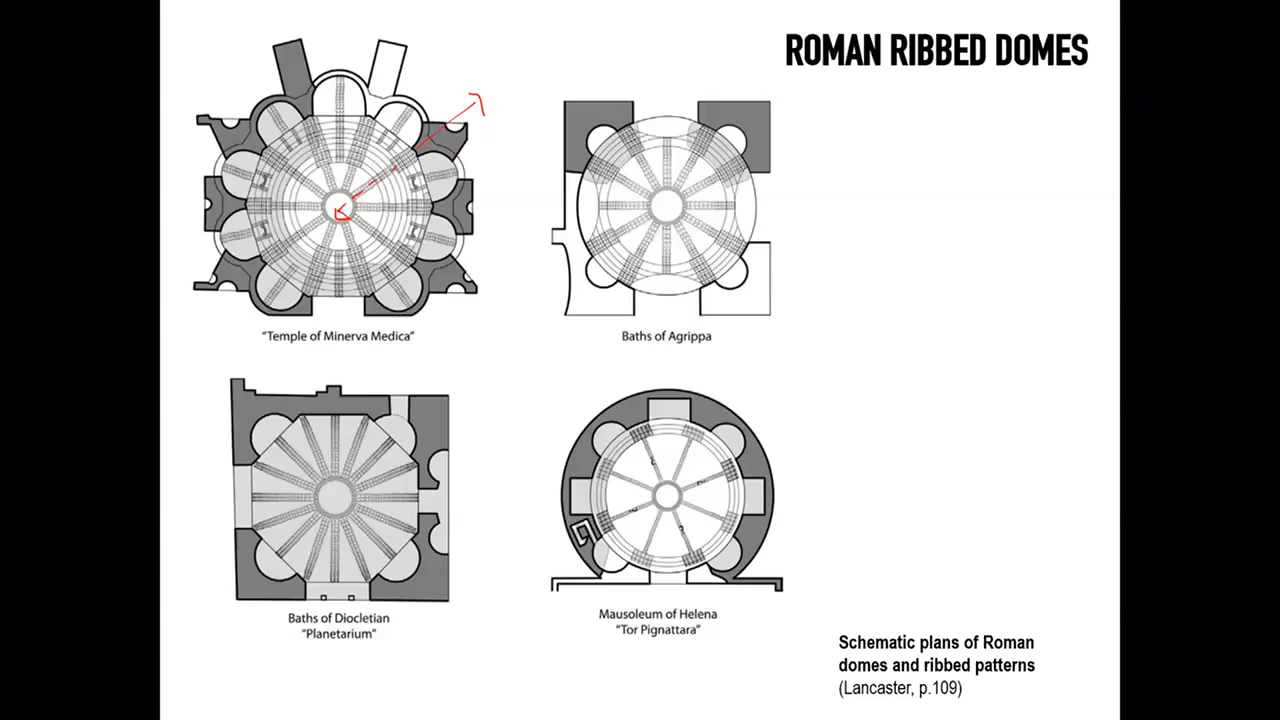 ROMAN RIBBED DOMES
"Temple of Minerva Medica"
Baths of Agrippa
Baths of Diocletian
"Planetarium"
Mausoleum of Helena
"Tor Pignattara"
Schematic plans of Roman
domes and ribbed patterns
(Lancaster, p.109)